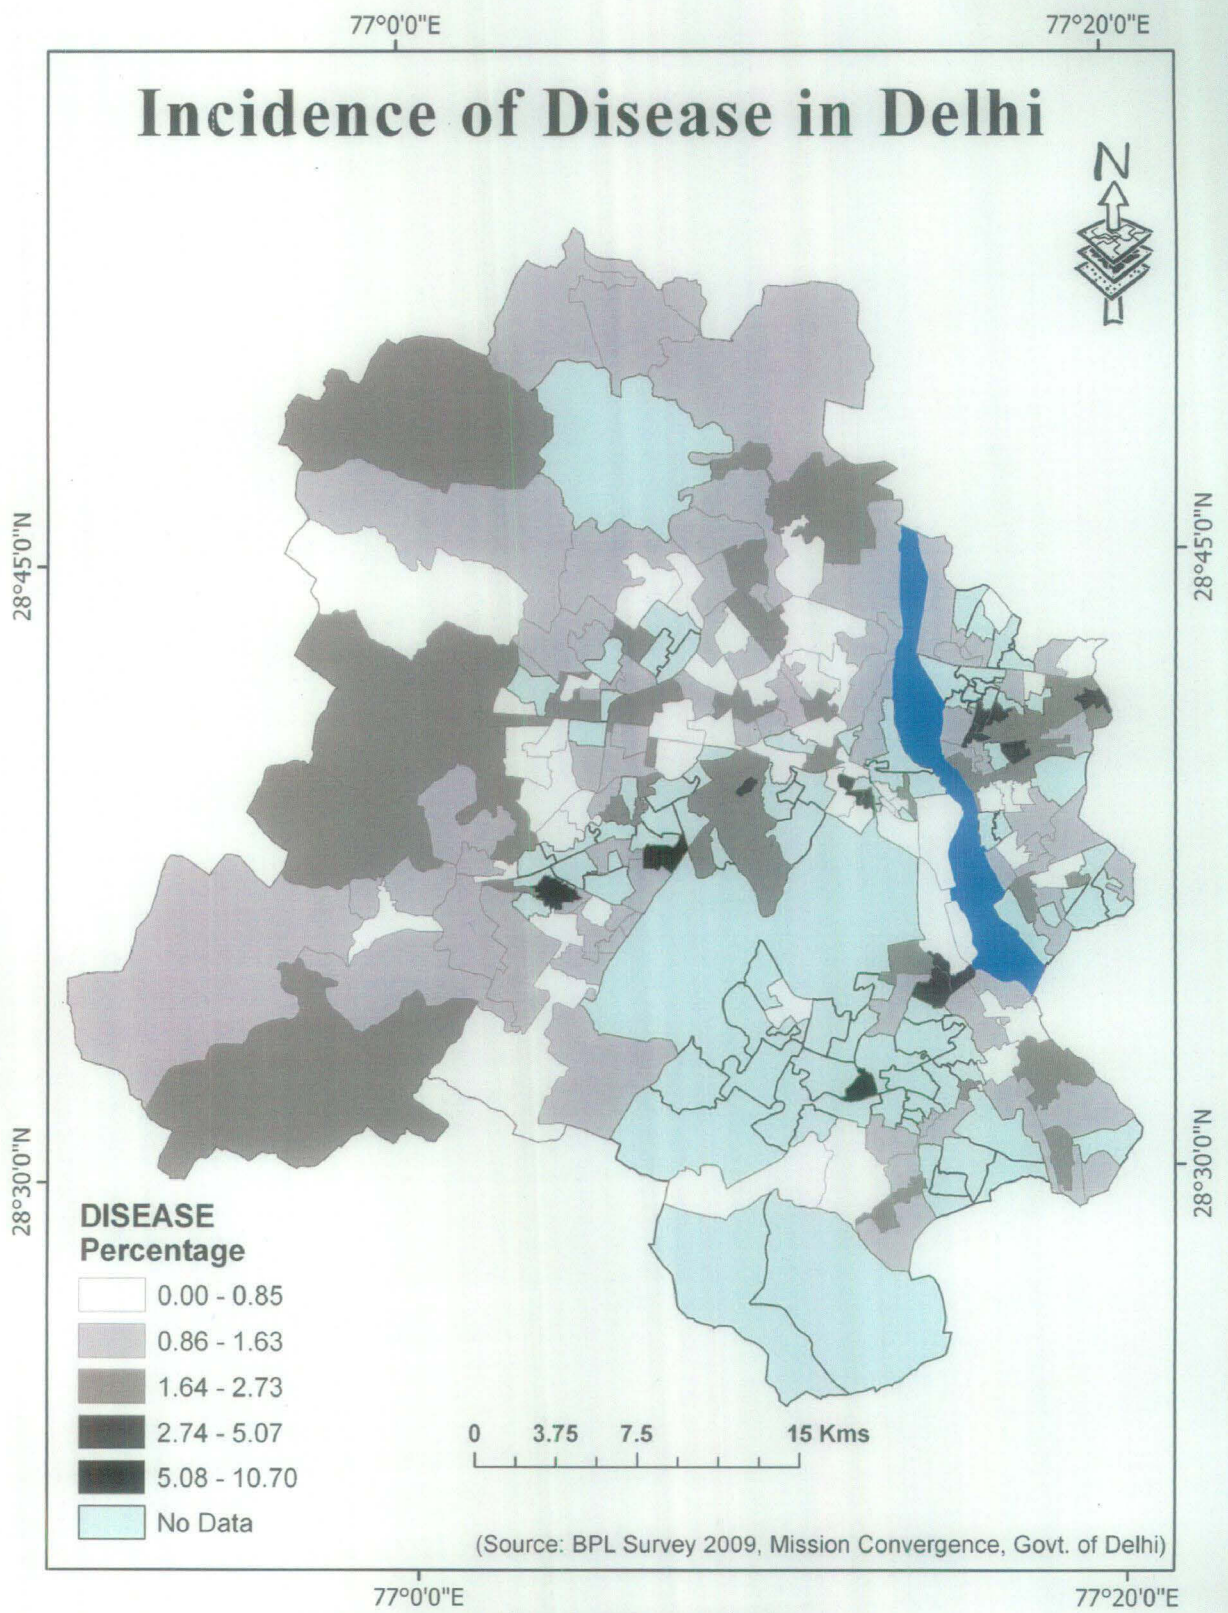 77°0'0"E
77°20'0"E
Incidence of Disease in Delhi
N
28°45'0"N
28°45'0"N
28°30'0"N
28°30'0"N
DISEASE
Percentage
0.00 - 0.85
0.86 - 1.63
1.64 - 2.73
2.74 - 5.07
5.08 - 10.70
No Data
0 3.75 7.5 15 Kms
(Source: BPL Survey 2009, Mission Convergence, Govt. of Delhi)
77°0'0"E
77°20'0"E